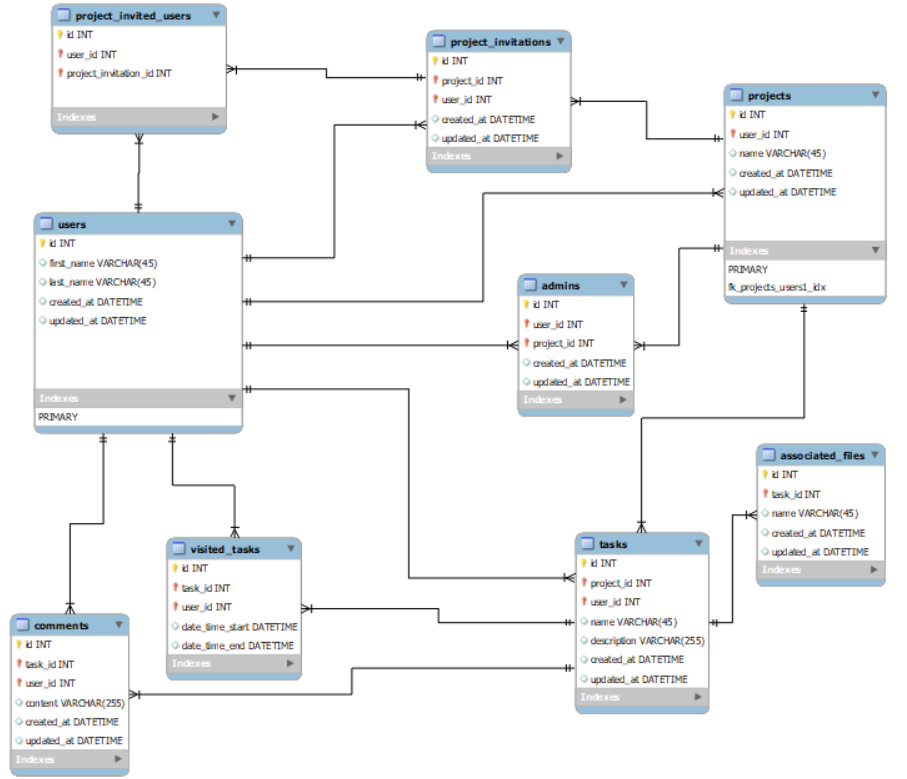 project_invited_users
id INT
user_id INT
project_invitation_id INT
Indexes
project_invitations
id INT
project_id INT
user_id INT
created_at DATETIME
updated_at DATETIME
Indexes
projects
id INT
user_id INT
name VARCHAR(45)
created_at DATETIME
updated_at DATETIME
Indexes
PRIMARY
fk_projects_users1_idx
users
id INT
first_name VARCHAR(45)
last_name VARCHAR(45)
created_at DATETIME
updated_at DATETIME
Indexes
PRIMARY
admins
id INT
user_id INT
project_id INT
created_at DATETIME
updated_at DATETIME
Indexes
associated_files
id INT
task_id INT
name VARCHAR(45)
created_at DATETIME
updated_at DATETIME
Indexes
visited_tasks
id INT
task_id INT
user_id INT
date_time_start DATETIME
date_time_end DATETIME
Indexes
tasks
id INT
project_id INT
user_id INT
name VARCHAR(45)
description VARCHAR(255)
created_at DATETIME
updated_at DATETIME
Indexes
comments
id INT
task_id INT
user_id INT
content VARCHAR(255)
created_at DATETIME
updated_at DATETIME
Indexes